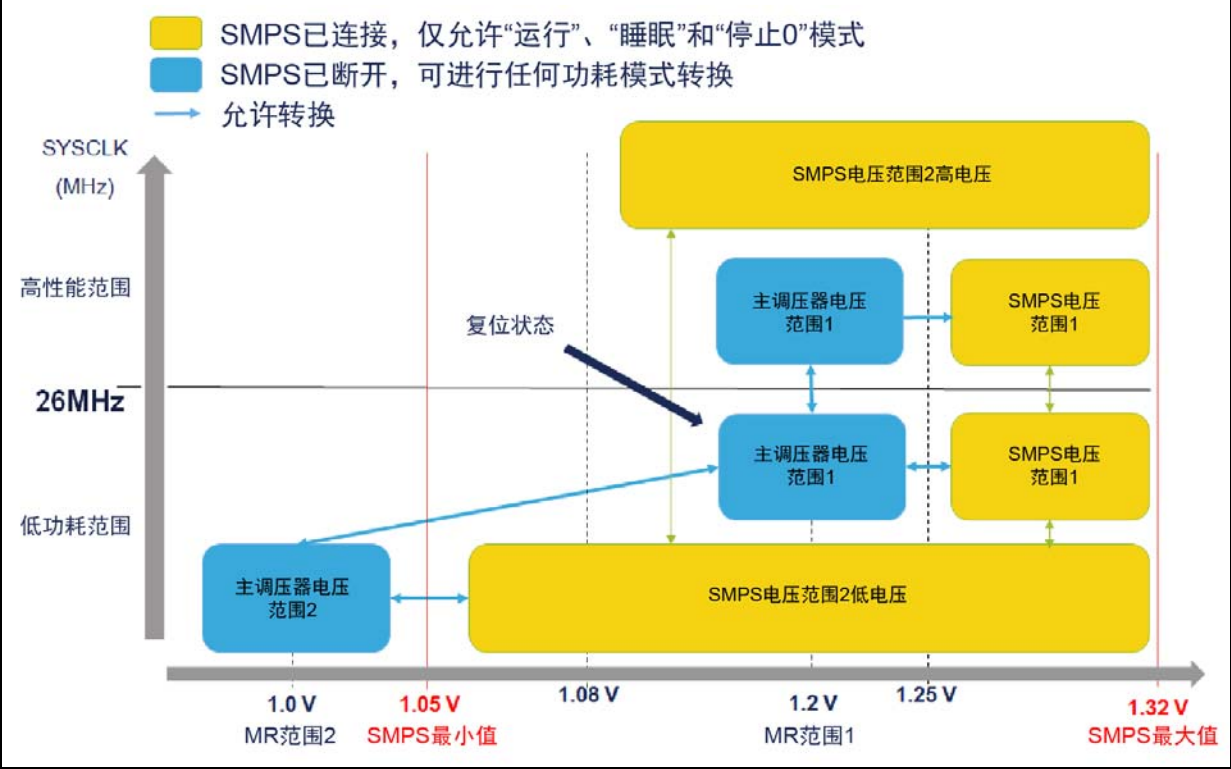 SMPS已连接，仅允许“运行”、“睡眠”和“停止0”模式
SMPS已断开，可进行任何功耗模式转换
允许转换
SYSCLK
(MHz)
SMPS电压范围2高电压
高性能范围
主调压器电压
范围1
SMPS电压
范围1
复位状态
26MHz
主调压器电压
范围1
SMPS电压
范围1
低功耗范围
主调压器电压
范围2
SMPS电压范围2低电压
1.0 V
1.05 V
1.08 V
1.2 V
1.25 V
1.32 V
MR范围2
SMPS最小值
MR范围1
SMPS最大值